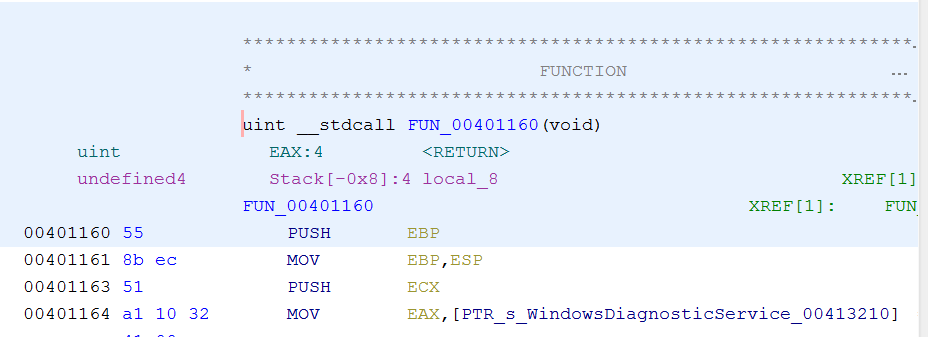 *************************************************************
* FUNCTION ...
*************************************************************
uint __stdcall FUN_00401160(void)
uint EAX:4 <RETURN>
undefined4 Stack[-0x8]:4 local_8 XREF[1]
FUN_00401160 XREF[1]: FUN_
00401160 55 PUSH EBP
00401161 8b ec MOV EBP,ESP
00401163 51 PUSH ECX
00401164 a1 10 32 MOV EAX,[PTR_s_WindowsDiagnosticService_00413210]